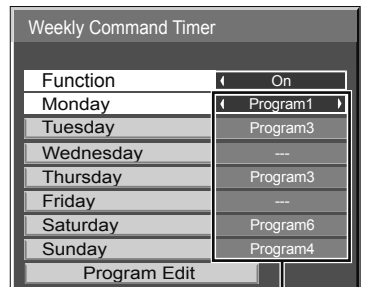 Weekly Command Timer
Function On
Monday Program1
Tuesday Program3
Wednesday ---
Thursday Program3
Friday ---
Saturday Program6
Sunday Program4
Program Edit